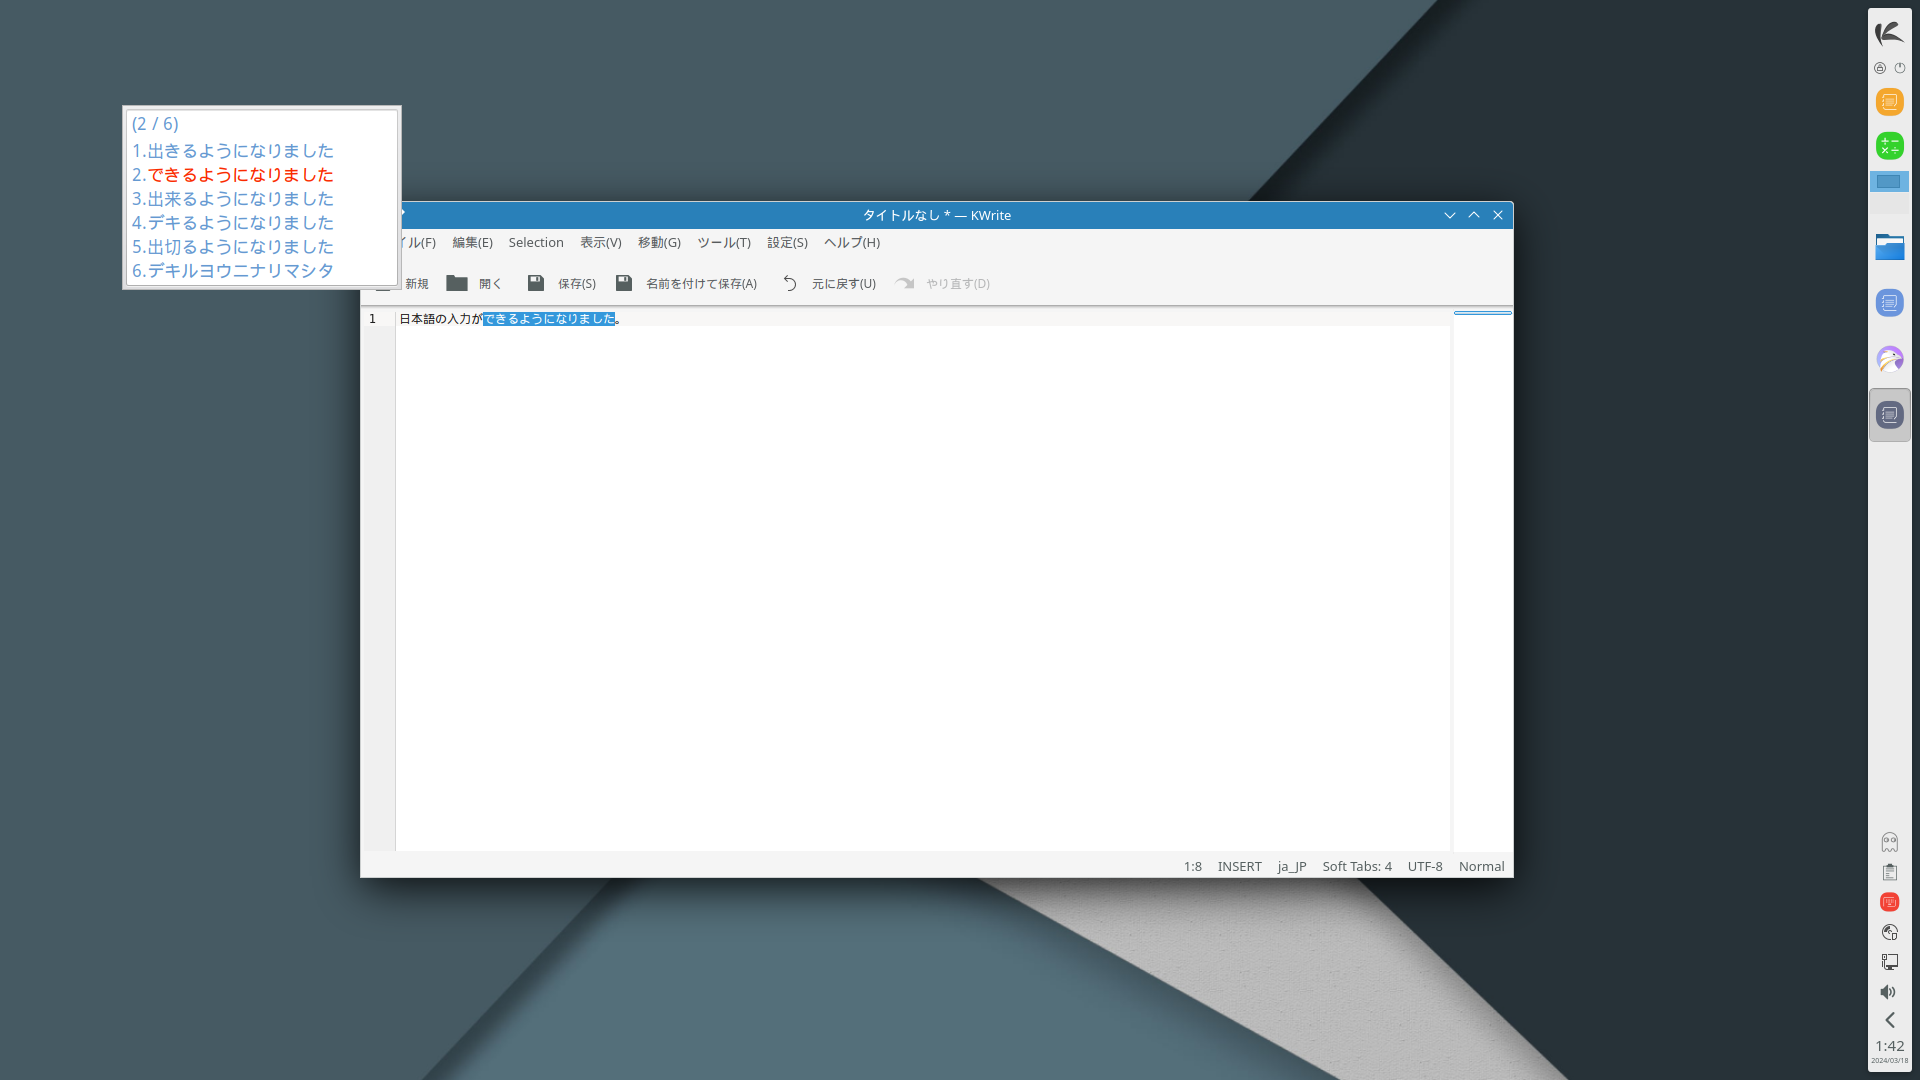 (2 / 6)
1.出きるようになりました
2.できるようになりました
3.出来るようになりました
4.デキるようになりました
5.出切るようになりました
6.デキルヨウニナリマシタ
タイトルなし * — KWrite
イル(F) 編集(E) Selection 表示(V) 移動(G) ツール(T) 設定(S) ヘルプ(H)
新規 開く 保存(S) 名前を付けて保存(A) 元に戻す(U) やり直す(D)
1 日本語の入力ができるようになりました。
1:8 INSERT ja_JP Soft Tabs: 4 UTF-8 Normal
1:42
2024/03/18